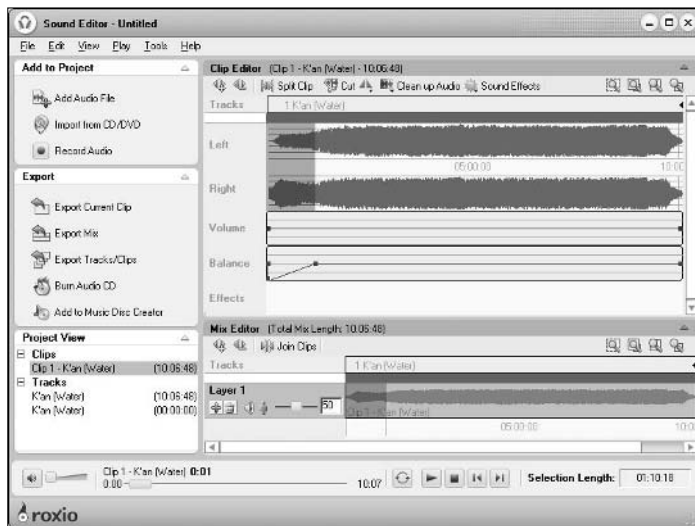 Sound Editor - Untitled
File Edit View Play Tools Help
Add to Project
Add Audio File
Import from CD/DVD
Record Audio
Export
Export Current Clip
Export Mix
Export Tracks/Clips
Burn Audio CD
Add to Music Disc Creator
Project View
Clips
Clip 1 - K'an (Water) (10:06:48)
Tracks
K'an (Water) (10:06:48)
K'an (Water) (00:00:00)
Clip Editor (Clip 1 - K'an (Water) - 10:06:48)
Split Clip Cut Clean up Audio Sound Effects
Tracks 1 K'an (Water)
Left
05:00:00 10:00
Right
Volume
Balance
Effects
Mix Editor (Total Mix Length: 10:06:48)
Join Clips
Tracks 1 K'an (Water)
Layer 1
50
Clip 1 - K'an (Water)
05:00:00 10:0
Clip 1 - K'an (Water) 0:01
0:00 10:07
Selection Length: 01:10:18
roxio